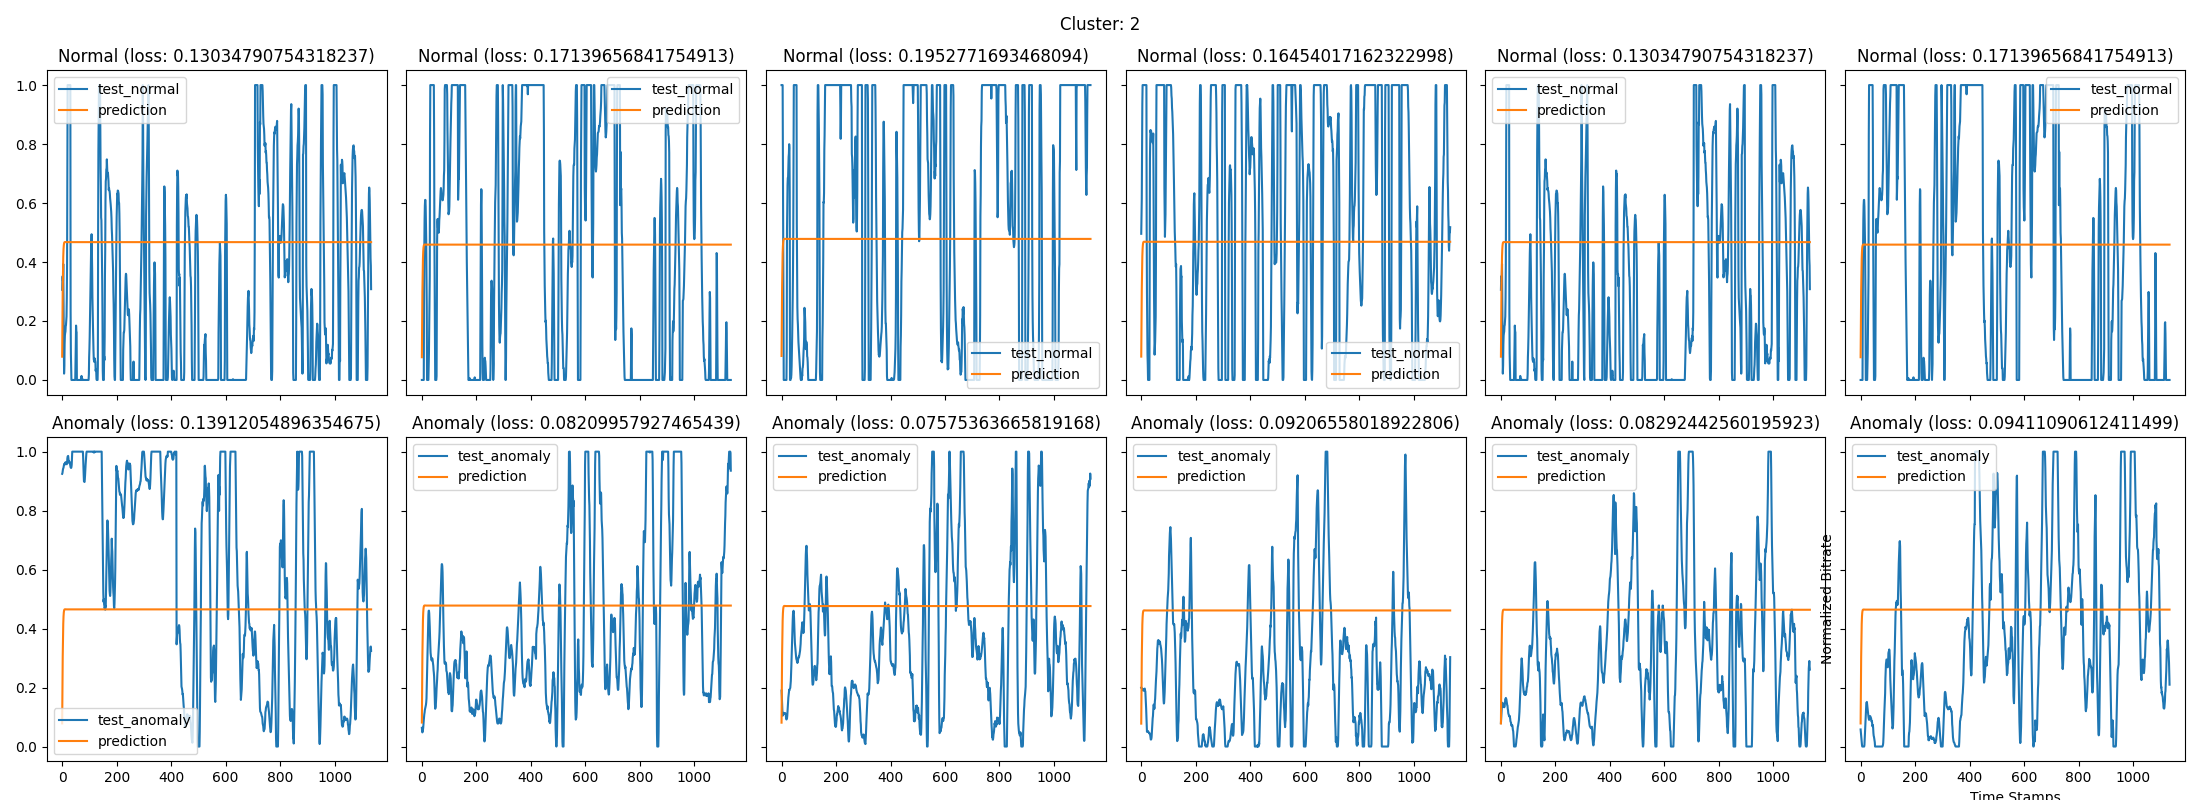 Cluster: 2
Normal (loss: 0.13034790754318237)
Normal (loss: 0.17139656841754913)
Normal (loss: 0.1952771693468094)
Normal (loss: 0.16454017162322998)
Normal (loss: 0.13034790754318237)
Normal (loss: 0.17139656841754913)
1.0
0.8
0.6
0.4
0.2
0.0
test_normal
prediction
test_normal
prediction
test_normal
prediction
test_normal
prediction
test_normal
prediction
test_normal
prediction
Anomaly (loss: 0.13912054896354675)
Anomaly (loss: 0.08209957927465439)
Anomaly (loss: 0.07575363665819168)
Anomaly (loss: 0.09206558018922806)
Anomaly (loss: 0.08292442560195923)
Anomaly (loss: 0.09411090612411499)
1.0
0.8
0.6
0.4
0.2
0.0
test_anomaly
prediction
test_anomaly
prediction
test_anomaly
prediction
test_anomaly
prediction
test_anomaly
prediction
test_anomaly
prediction
Normalized Bitrate
0 200 400 600 800 1000
0 200 400 600 800 1000
0 200 400 600 800 1000
0 200 400 600 800 1000
0 200 400 600 800 1000
0 200 400 600 800 1000
Time Stamps